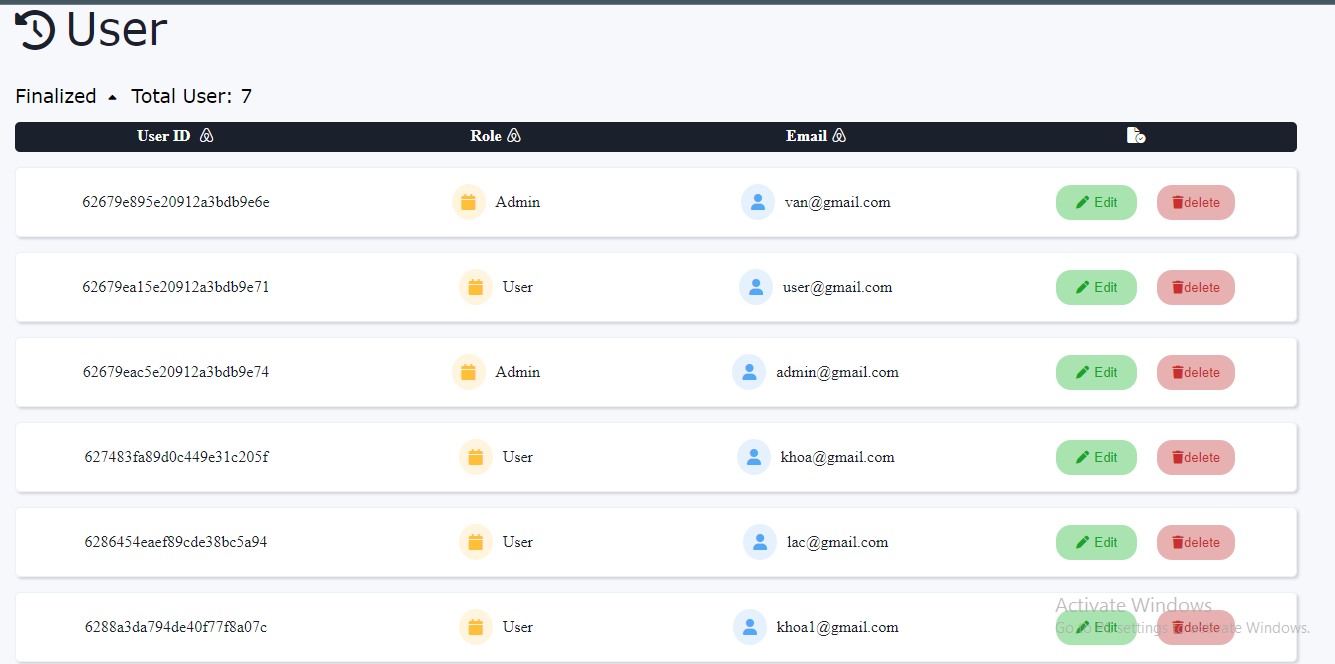 User
Finalized Total User: 7
User ID Role Email
62679e895e20912a3bdb9e6e Admin van@gmail.com Edit delete
62679ea15e20912a3bdb9e71 User user@gmail.com Edit delete
62679eac5e20912a3bdb9e74 Admin admin@gmail.com Edit delete
627483fa89d0c449e31c205f User khoa@gmail.com Edit delete
6286454eaef89cde38bc5a94 User lac@gmail.com Edit delete
Activate Windows
6288a3da794de40f77f8a07c User khoa1@gmail.com Edit delete
Go to settings to activate Windows.